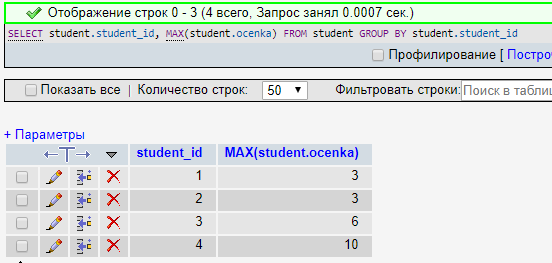 Отображение строк 0 - 3 (4 всего, Запрос занял 0.0007 сек.)
SELECT student.student_id, MAX(student.ocenka) FROM student GROUP BY student.student_id
Профилирование [ Построч
Показать все | Количество строк: 50 Фильтровать строки: Поиск в таблиц
+ Параметры
←T→ student_id MAX(student.ocenka)
1 3
2 3
3 6
4 10